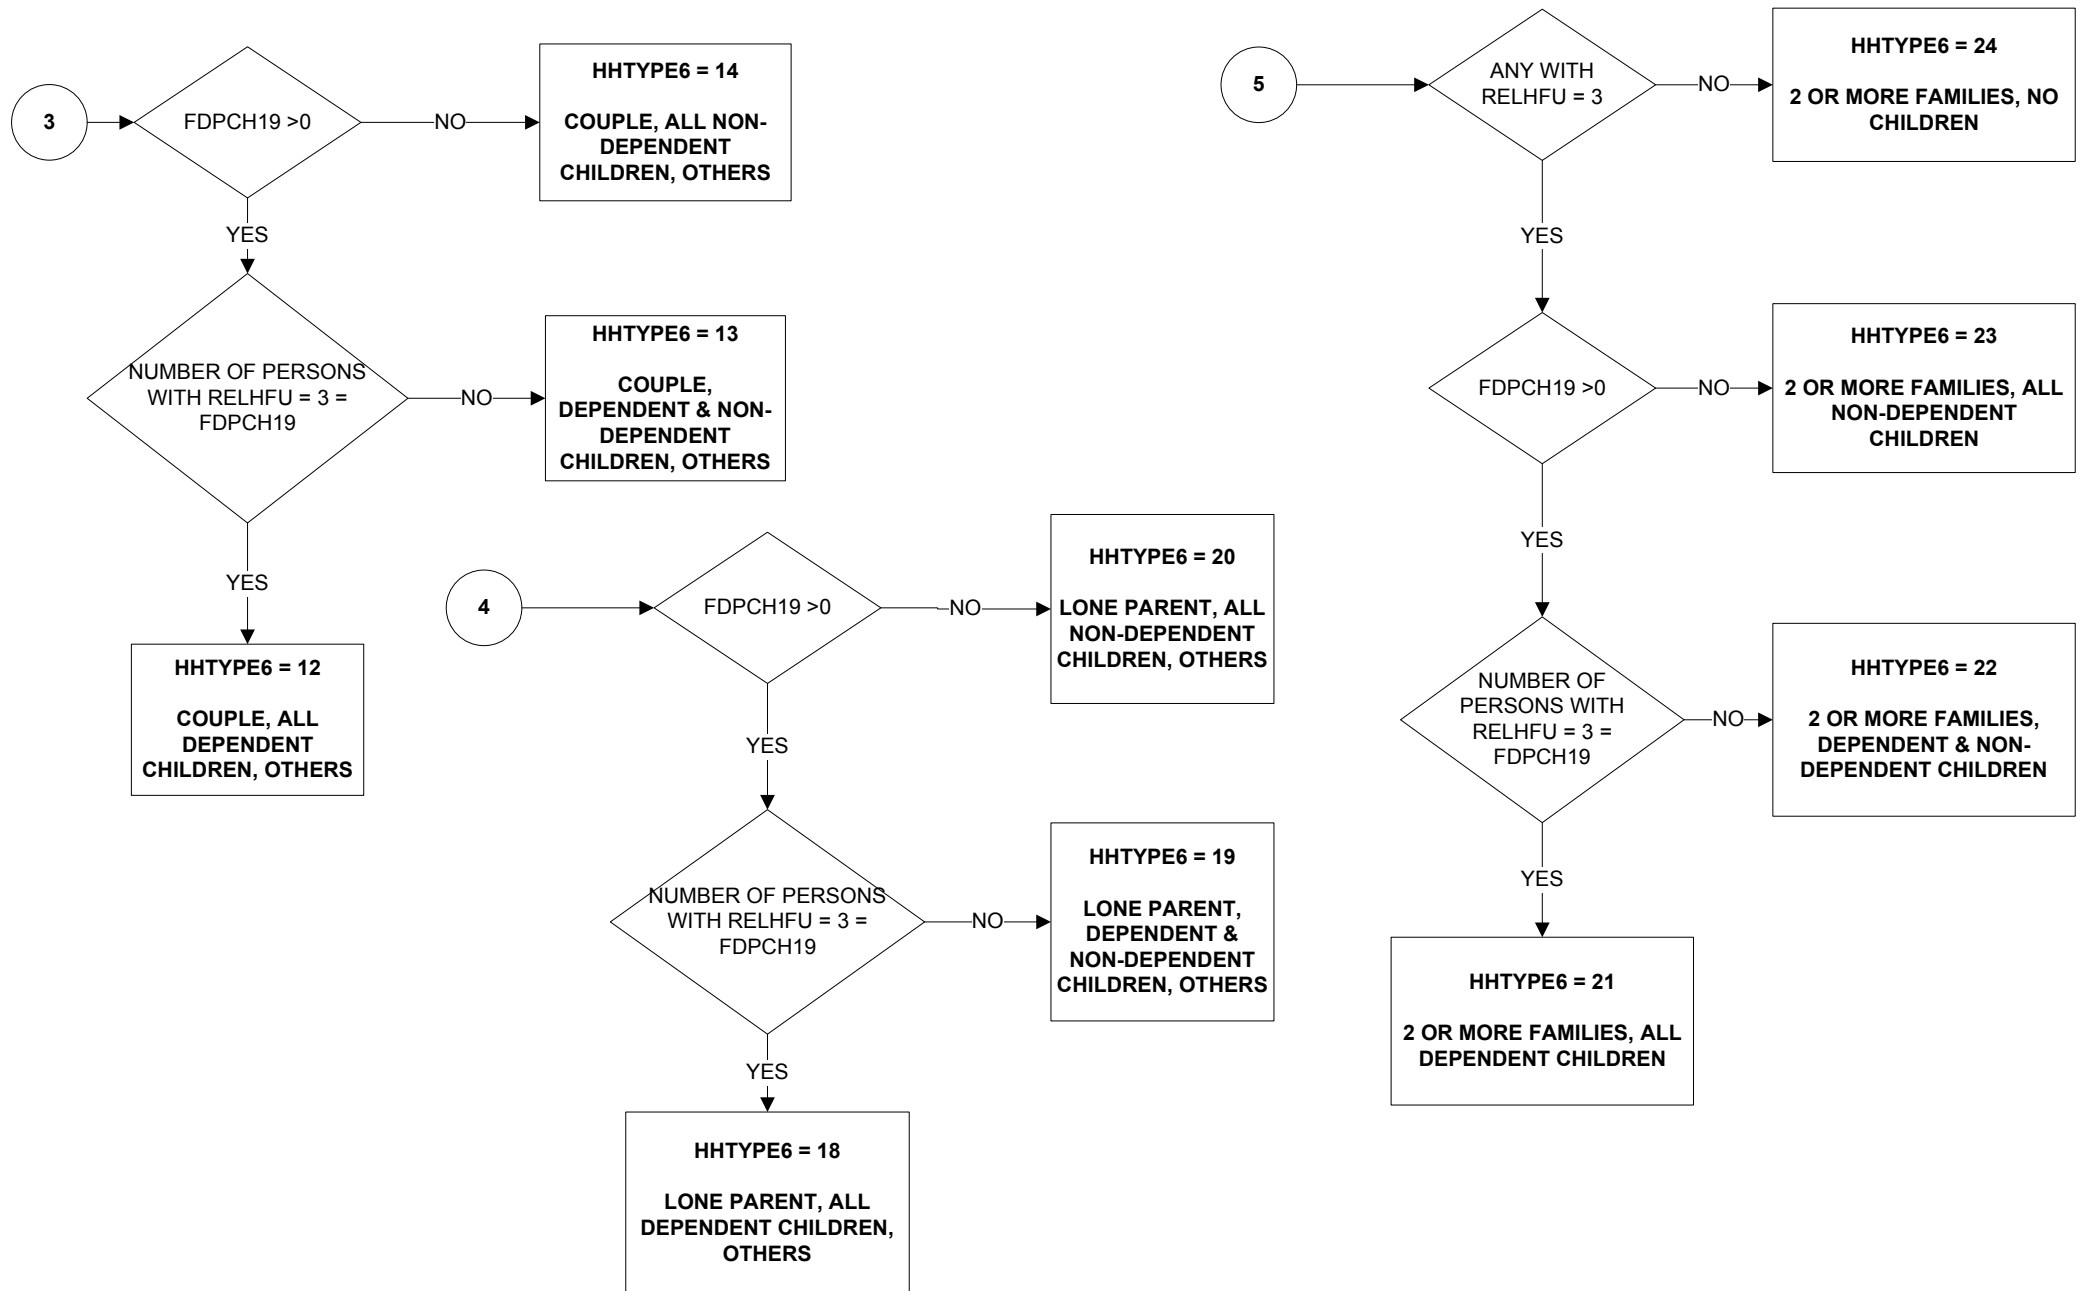 3
FDPCH19 >0
NO
HHTYPE6 = 14
COUPLE, ALL NON-
DEPENDENT
CHILDREN, OTHERS
YES
NUMBER OF PERSONS
WITH RELHFU = 3 =
FDPCH19
NO
HHTYPE6 = 13
COUPLE,
DEPENDENT & NON-
DEPENDENT
CHILDREN, OTHERS
YES
HHTYPE6 = 12
COUPLE, ALL
DEPENDENT
CHILDREN, OTHERS
4
FDPCH19 >0
NO
HHTYPE6 = 20
LONE PARENT, ALL
NON-DEPENDENT
CHILDREN, OTHERS
YES
NUMBER OF PERSONS
WITH RELHFU = 3 =
FDPCH19
NO
HHTYPE6 = 19
LONE PARENT,
DEPENDENT &
NON-DEPENDENT
CHILDREN, OTHERS
YES
HHTYPE6 = 18
LONE PARENT, ALL
DEPENDENT CHILDREN,
OTHERS
5
ANY WITH
RELHFU = 3
NO
HHTYPE6 = 24
2 OR MORE FAMILIES, NO
CHILDREN
YES
FDPCH19 >0
NO
HHTYPE6 = 23
2 OR MORE FAMILIES, ALL
NON-DEPENDENT
CHILDREN
YES
NUMBER OF
PERSONS WITH
RELHFU = 3 =
FDPCH19
NO
HHTYPE6 = 22
2 OR MORE FAMILIES,
DEPENDENT & NON-
DEPENDENT CHILDREN
YES
HHTYPE6 = 21
2 OR MORE FAMILIES, ALL
DEPENDENT CHILDREN